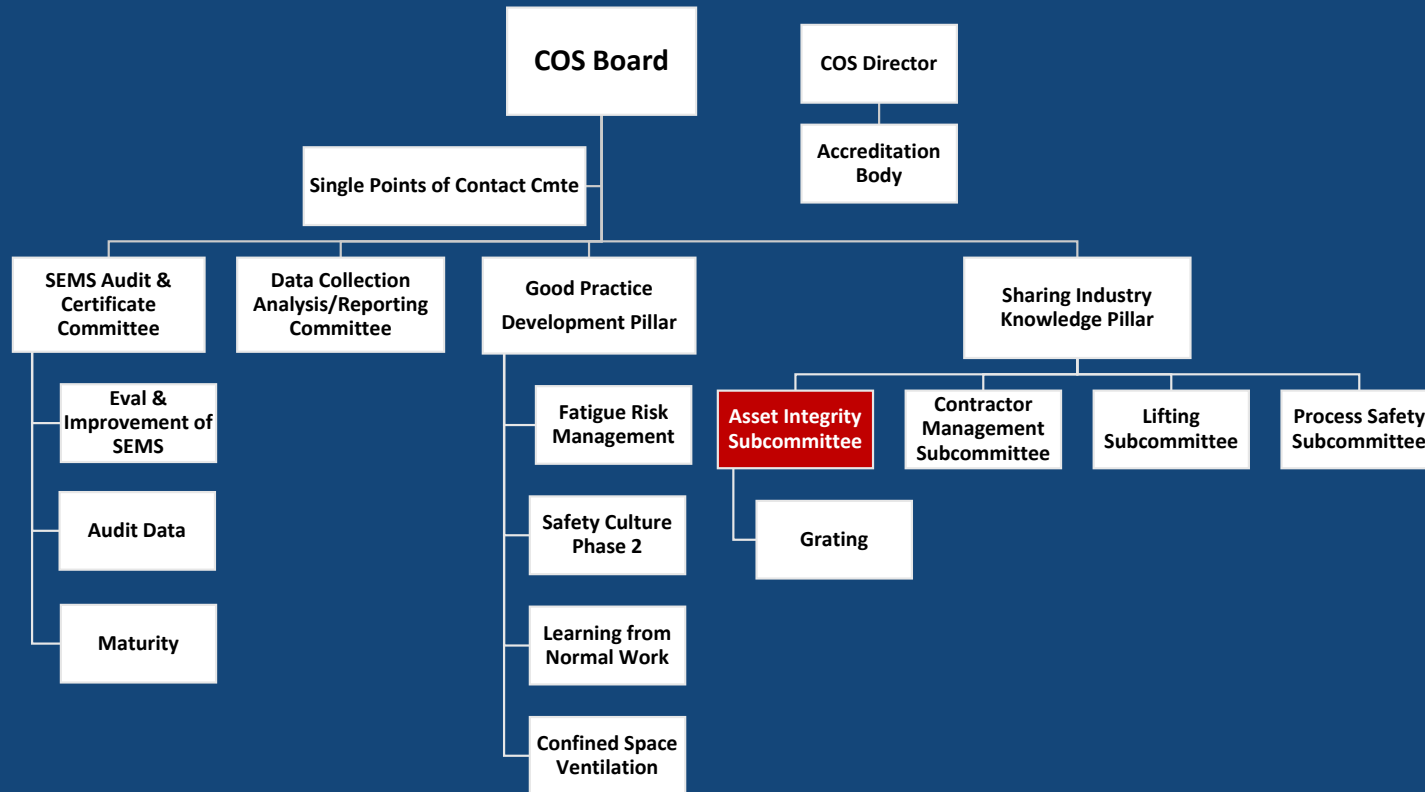 COS Board
COS Director
Accreditation
Body
Single Points of Contact Cmte
SEMS Audit &
Certificate
Committee
Data Collection
Analysis/Reporting
Committee
Good Practice
Development Pillar
Sharing Industry
Knowledge Pillar
Eval &
Improvement of
SEMS
Audit Data
Maturity
Fatigue Risk
Management
Safety Culture
Phase 2
Learning from
Normal Work
Confined Space
Ventilation
Asset Integrity
Subcommittee
Contractor
Management
Subcommittee
Lifting
Subcommittee
Process Safety
Subcommittee
Grating